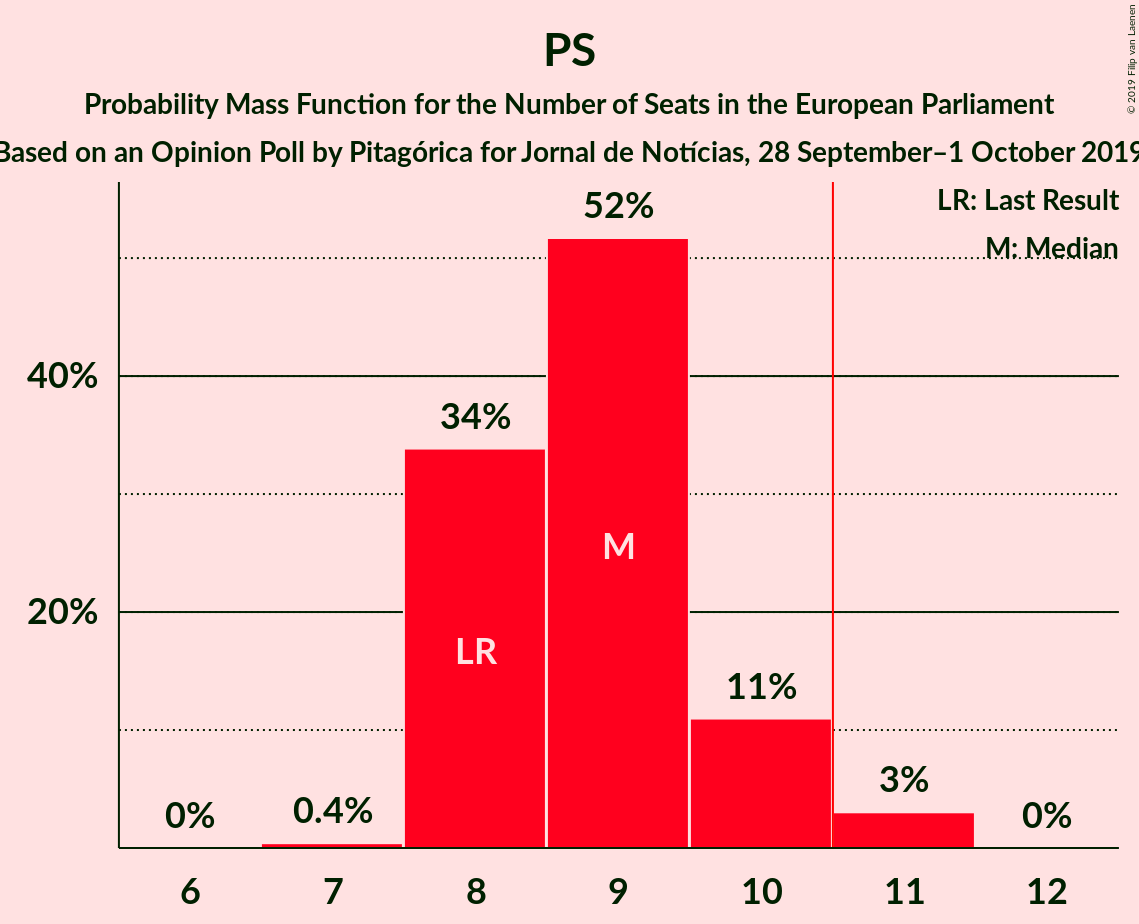 PS
Probability Mass Function for the Number of Seats in the European Parliament
Based on an Opinion Poll by Pitagórica for Jornal de Notícias, 28 September–1 October 2019
© 2019 Filip van Laenen
LR: Last Result
M: Median
52%
40%
34%
M
20%
LR
11%
3%
0%
0.4%
0%
6 7 8 9 10 11 12